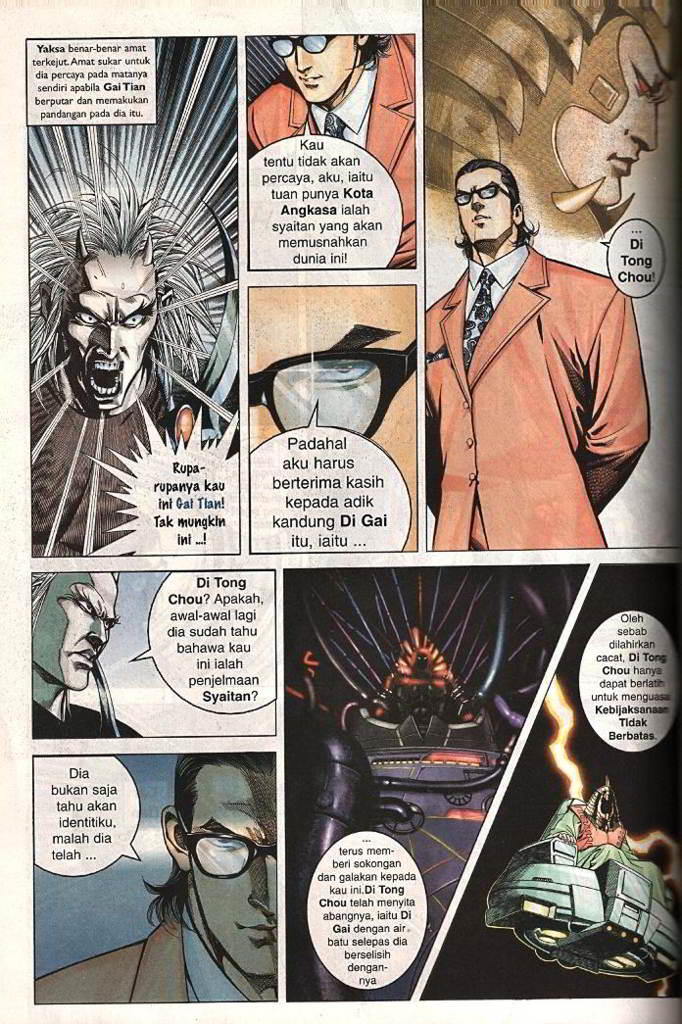 Yaksa benar-benar amat
terkejut. Amat sukar untuk
dia percaya pada matanya
sendiri apabila Gai Tian
berputar dan memakukan
pandangan pada dia itu.
Rupa-
rupanya kau
ini Gai Tian!
Tak mungkin
ini ...!
Kau
tentu tidak akan
percaya, aku, iaitu
tuan punya Kota
Angkasa ialah
syaitan yang akan
memusnahkan
dunia ini!
Padahal
aku harus
berterima kasih
kepada adik
kandung Di Gai
itu, iaitu ...
...
Di
Tong
Chou!
Di Tong
Chou? Apakah,
awal-awal lagi
dia sudah tahu
bahawa kau
ini ialah
penjelmaan
Syaitan?
Dia
bukan saja
tahu akan
identitiku,
malah dia
telah ...
...
terus mem-
beri sokongan
dan galakan kepada
kau ini.Di Tong
Chou telah menyita
abangnya, iaitu Di
Gai dengan air
batu selepas dia
berselisih
dengan-
nya
Oleh
sebab
dilahirkan
cacat, Di Tong
Chou hanya
dapat berlatih
untuk menguasai
Kebijaksanaan
Tidak
Berbatas.